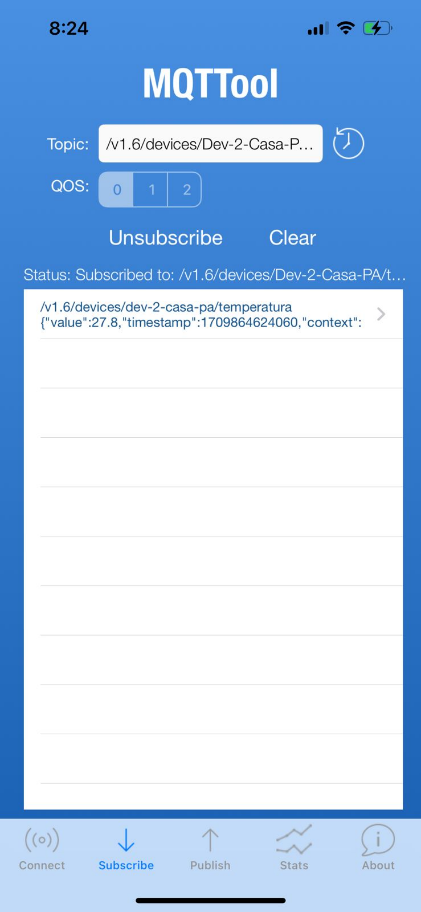 8:24
MQTTool
Topic: /v1.6/devices/Dev-2-Casa-P...
QOS: 0 1 2
Unsubscribe Clear
Status: Subscribed to: /v1.6/devices/Dev-2-Casa-PA/t...
/v1.6/devices/dev-2-casa-pa/temperatura
{"value":27.8,"timestamp":1709864624060,"context":
Connect Subscribe Publish Stats About